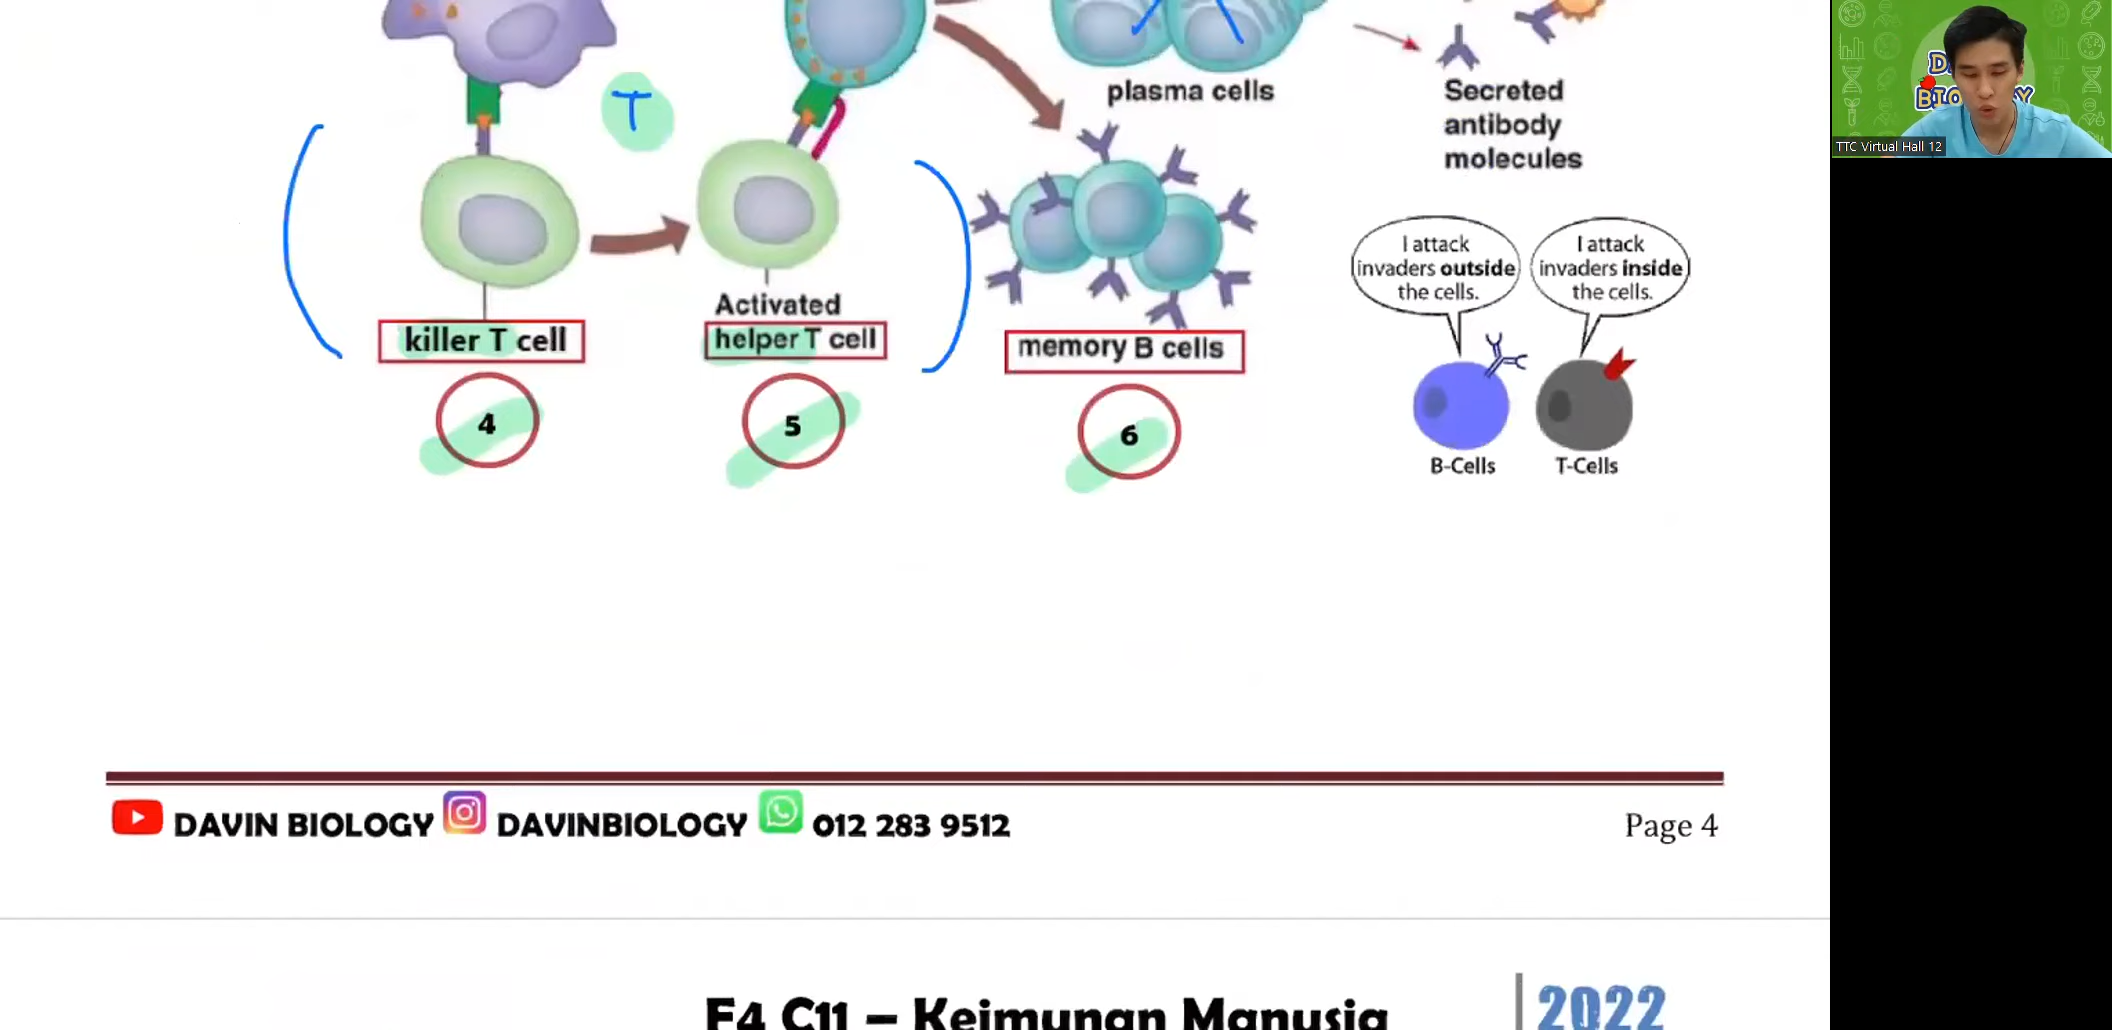 T
plasma cells
Secreted
antibody
molecules
I attack
invaders outside
the cells.
I attack
invaders inside
the cells.
Activated
killer T cell
helper T cell
memory B cells
4
5
6
B-Cells
T-Cells
TTC Virtual Hall 12
DAVIN BIOLOGY
DAVINBIOLOGY
012 283 9512
Page 4
F4 C11 – Keimunan Manusia
2022